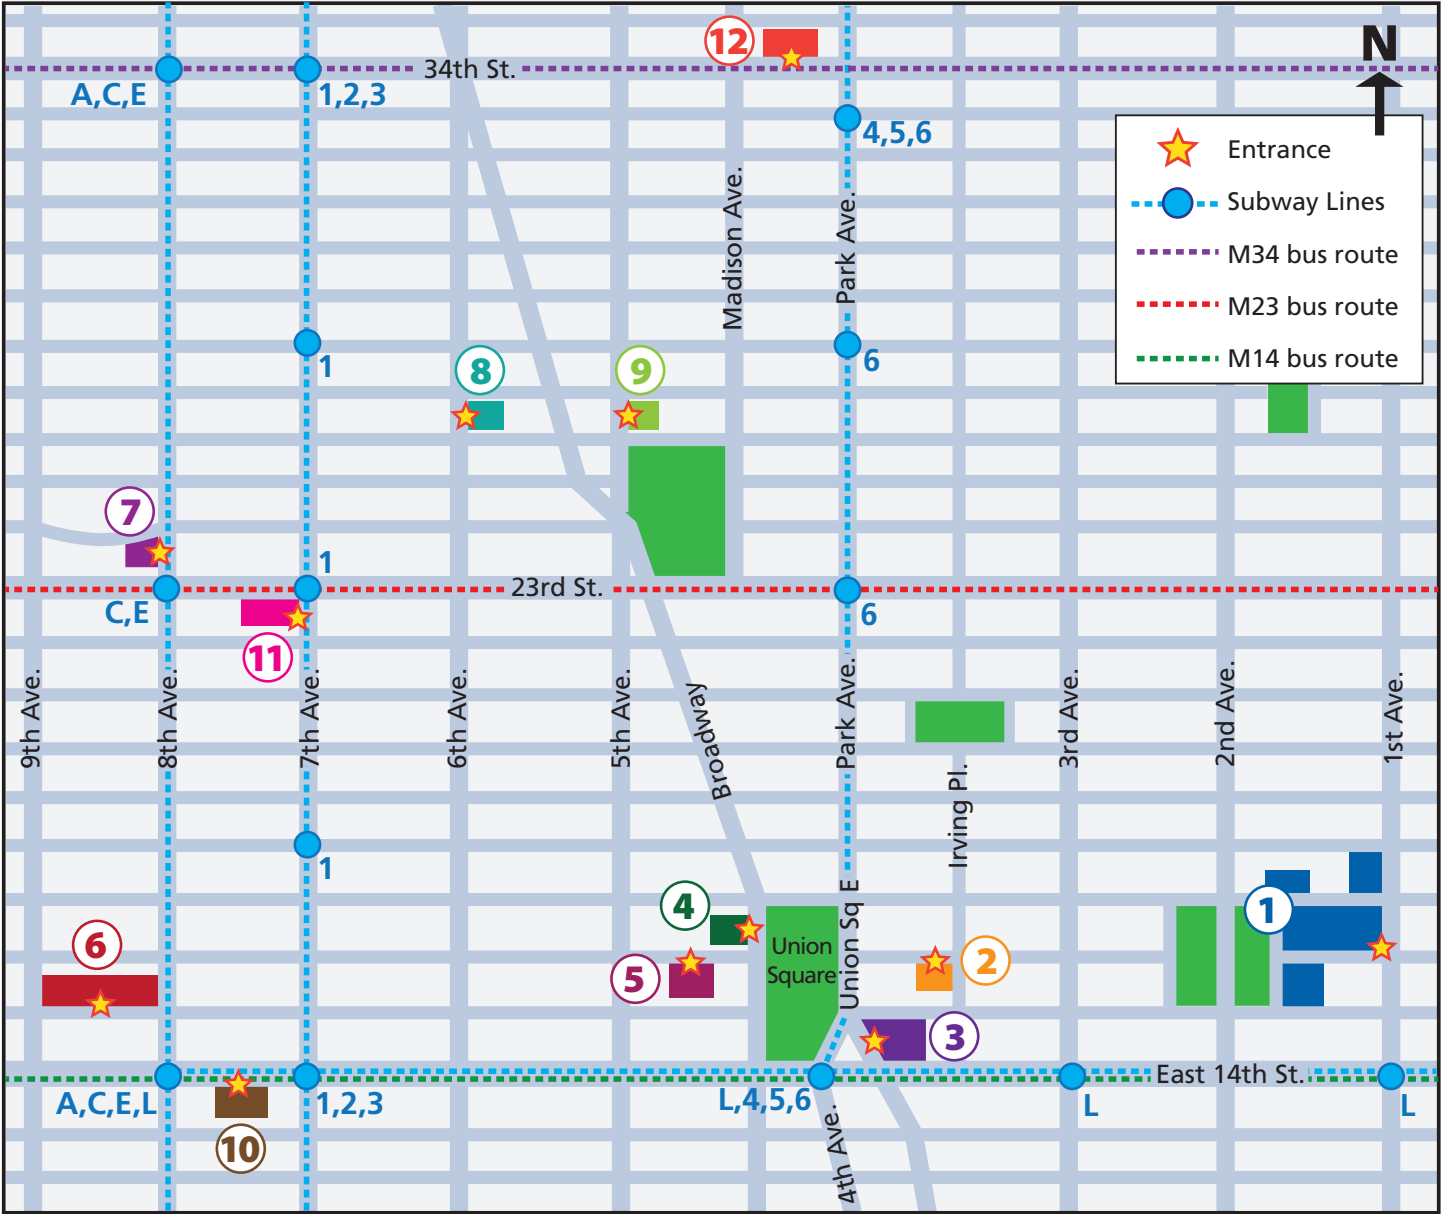 12
N
34th St.
A,C,E
1,2,3
4,5,6
Entrance
Subway Lines
M34 bus route
M23 bus route
M14 bus route
Madison Ave.
Park Ave.
1
6
8
9
7
1
23rd St.
C,E
6
11
9th Ave.
8th Ave.
7th Ave.
6th Ave.
5th Ave.
Broadway
Park Ave.
Irving Pl.
3rd Ave.
2nd Ave.
1st Ave.
1
4
Union Sq E
1
6
Union
Square
2
5
3
A,C,E,L
1,2,3
L,4,5,6
East 14th St.
L
L
10
4th Ave.